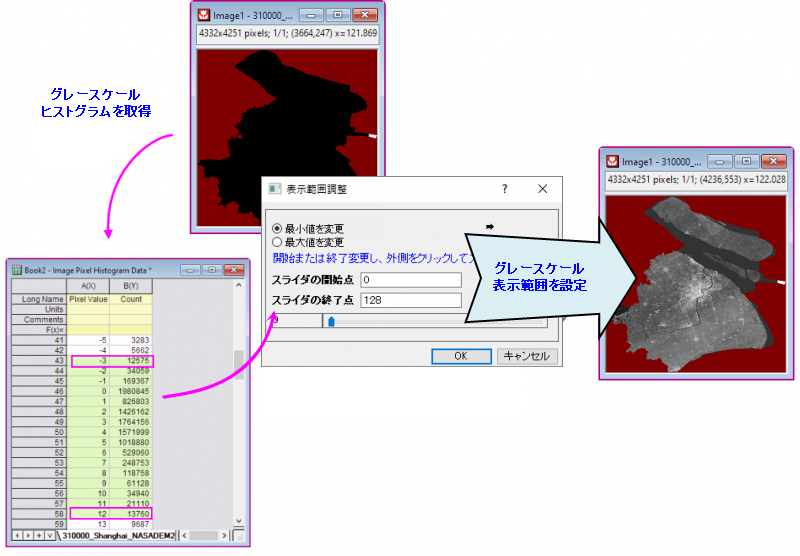 Image1 - 310000_N...
4332x4251 pixels; 1/1; (3664,247) x=121.869
グレースケール
ヒストグラムを取得
Image1 - 310000_...
4332x4251 pixels; 1/1; (4236,553) x=122.028
表示範囲調整
最小値を変更
最大値を変更
開始または終了変更し、外側をクリックして
スライダの開始点 0
スライダの終了点 128
0
OK キャンセル
グレースケール
表示範囲を設定
Book2 - Image Pixel Histogram Data *
A(X) B(Y)
Long Name Pixel Value Count
Units
Comments
F(x)=
41 -5 3283
42 -4 5662
43 -3 12575
44 -2 34059
45 -1 169367
46 0 1980845
47 1 826803
48 2 1426162
49 3 1764156
50 4 1571999
51 5 1018880
52 6 529060
53 7 248753
54 8 118758
55 9 61128
56 10 34940
57 11 21110
58 12 13760
59 13 9687
310000_Shanghai_NASADEM2